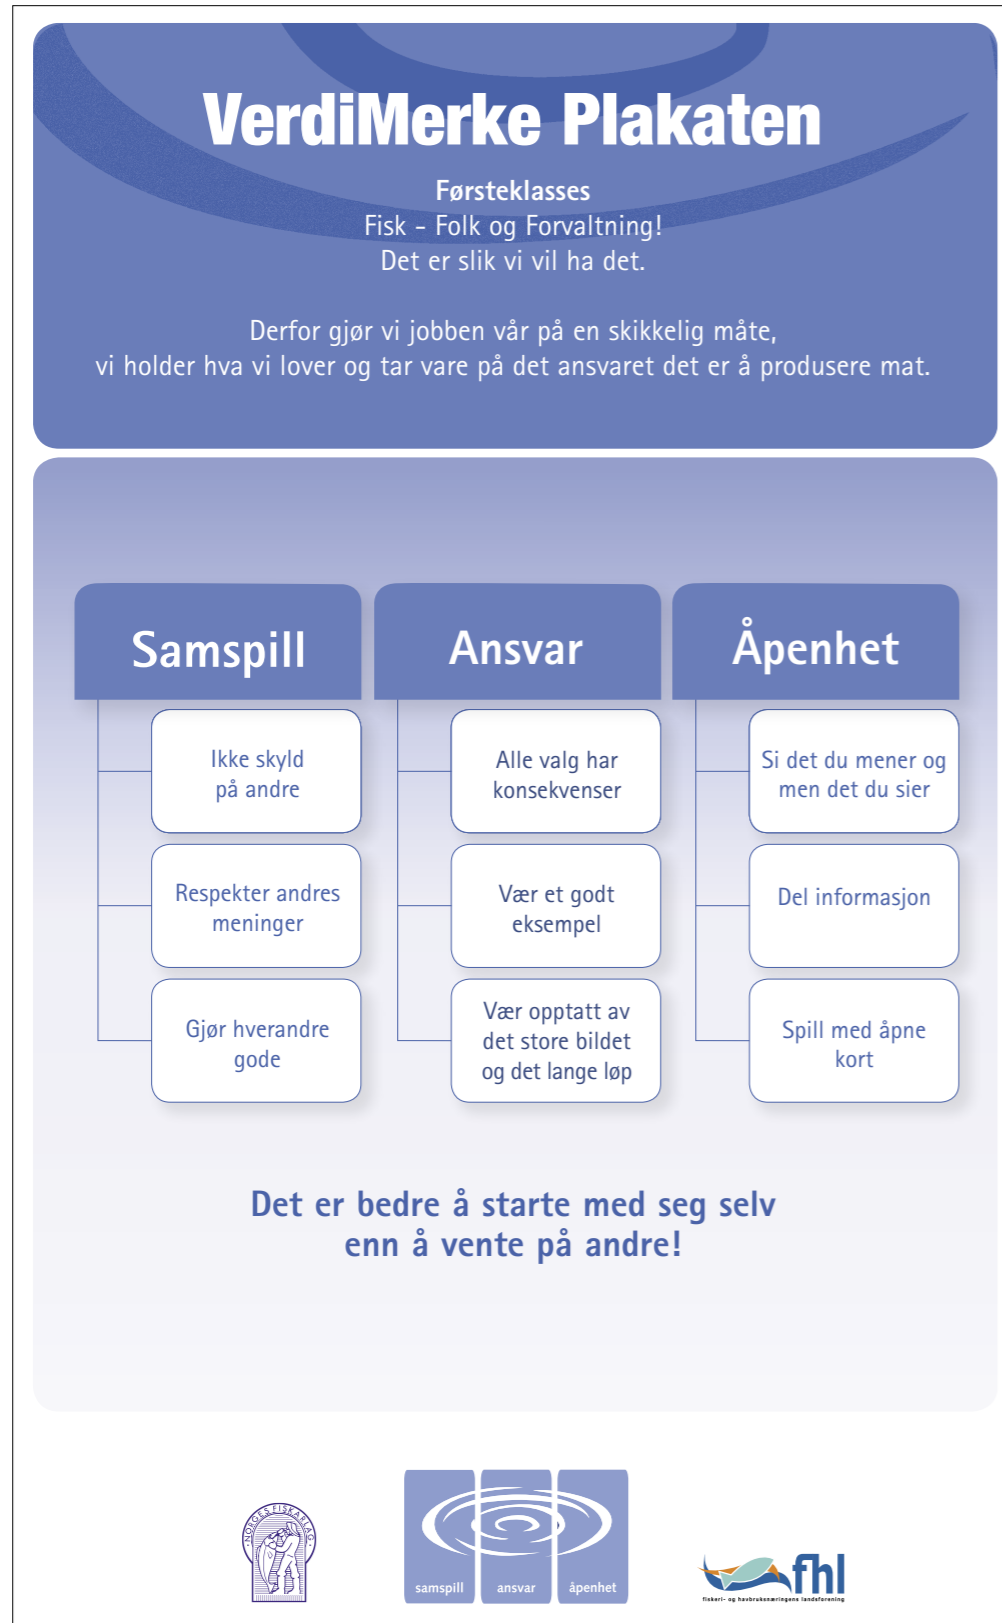 VerdiMerke Plakaten
Førsteklasses
Fisk - Folk og Forvaltning!
Det er slik vi vil ha det.
Derfor gjør vi jobben vår på en skikkelig måte,
vi holder hva vi lover og tar vare på det ansvaret det er å produsere mat.
Samspill
Ikke skyld
på andre
Respekter andres
meninger
Gjør hverandre
gode
Ansvar
Alle valg har
konsekvenser
Vær et godt
eksempel
Vær opptatt av
det store bildet
og det lange løp
Åpenhet
Si det du mener og
men det du sier
Del informasjon
Spill med åpne
kort
Det er bedre å starte med seg selv
enn å vente på andre!
NORGES FISKARLAG
samspill
ansvar
åpenhet
fhl
fiskeri- og havbruksnæringens landsforening